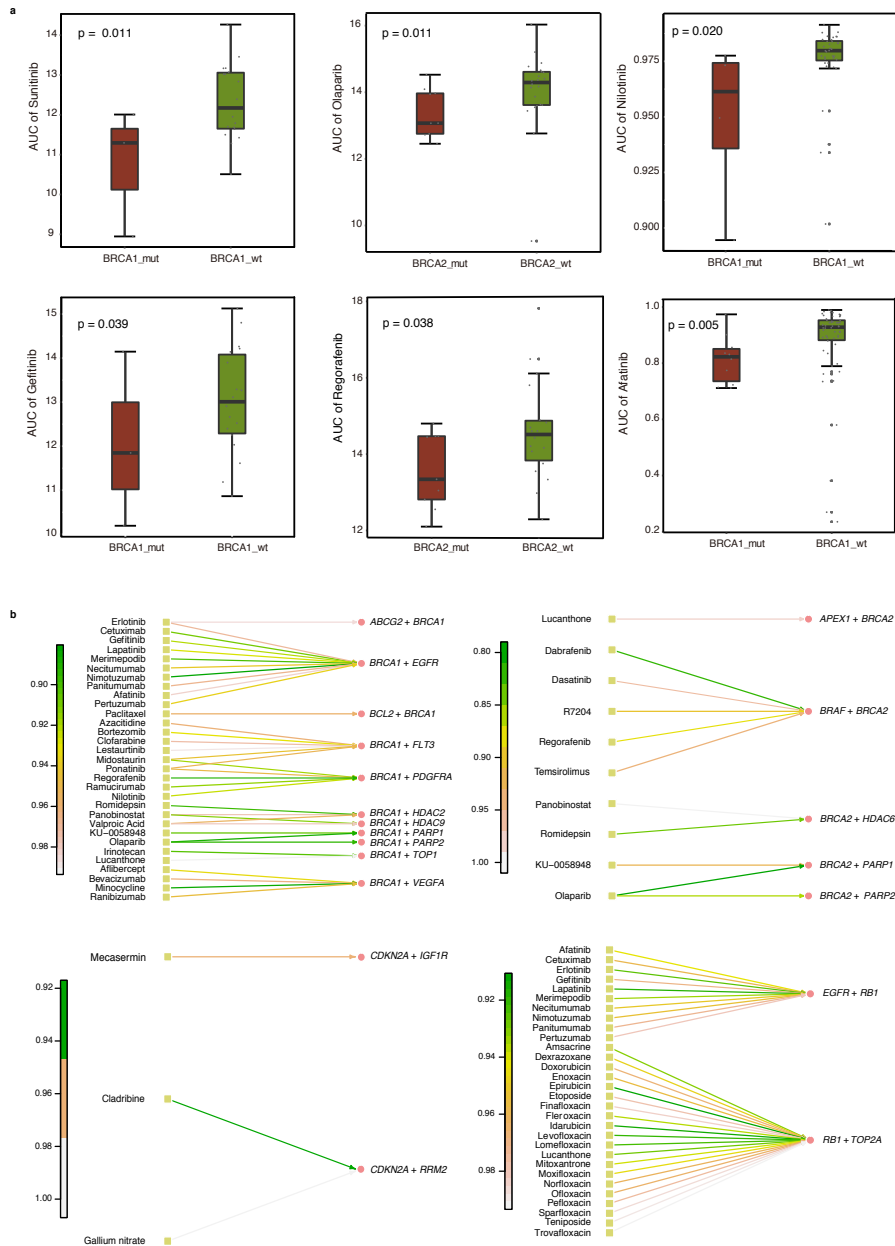 a
p = 0.011
AUC of Sunitinib
14
13
12
11
10
9
BRCA1_mut
BRCA1_wt
p = 0.011
AUC of Olaparib
16
14
12
10
BRCA2_mut
BRCA2_wt
p = 0.020
AUC of Nilotinib
0.975
0.950
0.925
0.900
BRCA1_mut
BRCA1_wt
p = 0.039
AUC of Gefitinib
15
14
13
12
11
10
BRCA1_mut
BRCA1_wt
p = 0.038
AUC of Regorafenib
18
16
14
12
BRCA2_mut
BRCA2_wt
p = 0.005
AUC of Afatinib
1.0
0.8
0.6
0.4
0.2
BRCA1_mut
BRCA1_wt
b
0.90
0.92
0.94
0.96
0.98
Erlotinib
Cetuximab
Gefitinib
Lapatinib
Merimepodib
Necitumumab
Nimotuzumab
Panitumumab
Afatinib
Pertuzumab
Paclitaxel
Azacitidine
Bortezomib
Clofarabine
Lestaurtinib
Midostaurin
Ponatinib
Regorafenib
Ramucirumab
Nilotinib
Romidepsin
Panobinostat
Valproic Acid
KU-0058948
Olaparib
Irinotecan
Lucanthone
Aflibercept
Bevacizumab
Minocycline
Ranibizumab
ABCG2 + BRCA1
BRCA1 + EGFR
BCL2 + BRCA1
BRCA1 + FLT3
BRCA1 + PDGFRA
BRCA1 + HDAC2
BRCA1 + HDAC9
BRCA1 + PARP1
BRCA1 + PARP2
BRCA1 + TOP1
BRCA1 + VEGFA
0.80
0.85
0.90
0.95
1.00
Lucanthone
Dabrafenib
Dasatinib
R7204
Regorafenib
Temsirolimus
Panobinostat
Romidepsin
KU-0058948
Olaparib
APEX1 + BRCA2
BRAF + BRCA2
BRCA2 + HDAC6
BRCA2 + PARP1
BRCA2 + PARP2
0.92
0.94
0.96
0.98
1.00
Mecasermin
Cladribine
Gallium nitrate
CDKN2A + IGF1R
CDKN2A + RRM2
0.92
0.94
0.96
0.98
Afatinib
Cetuximab
Erlotinib
Gefitinib
Lapatinib
Merimepodib
Necitumumab
Nimotuzumab
Panitumumab
Pertuzumab
Amsacrine
Dexrazoxane
Doxorubicin
Enoxacin
Epirubicin
Etoposide
Finafloxacin
Fleroxacin
Idarubicin
Levofloxacin
Lomefloxacin
Lucanthone
Mitoxantrone
Moxifloxacin
Norfloxacin
Ofloxacin
Pefloxacin
Sparfloxacin
Teniposide
Trovafloxacin
EGFR + RB1
RB1 + TOP2A